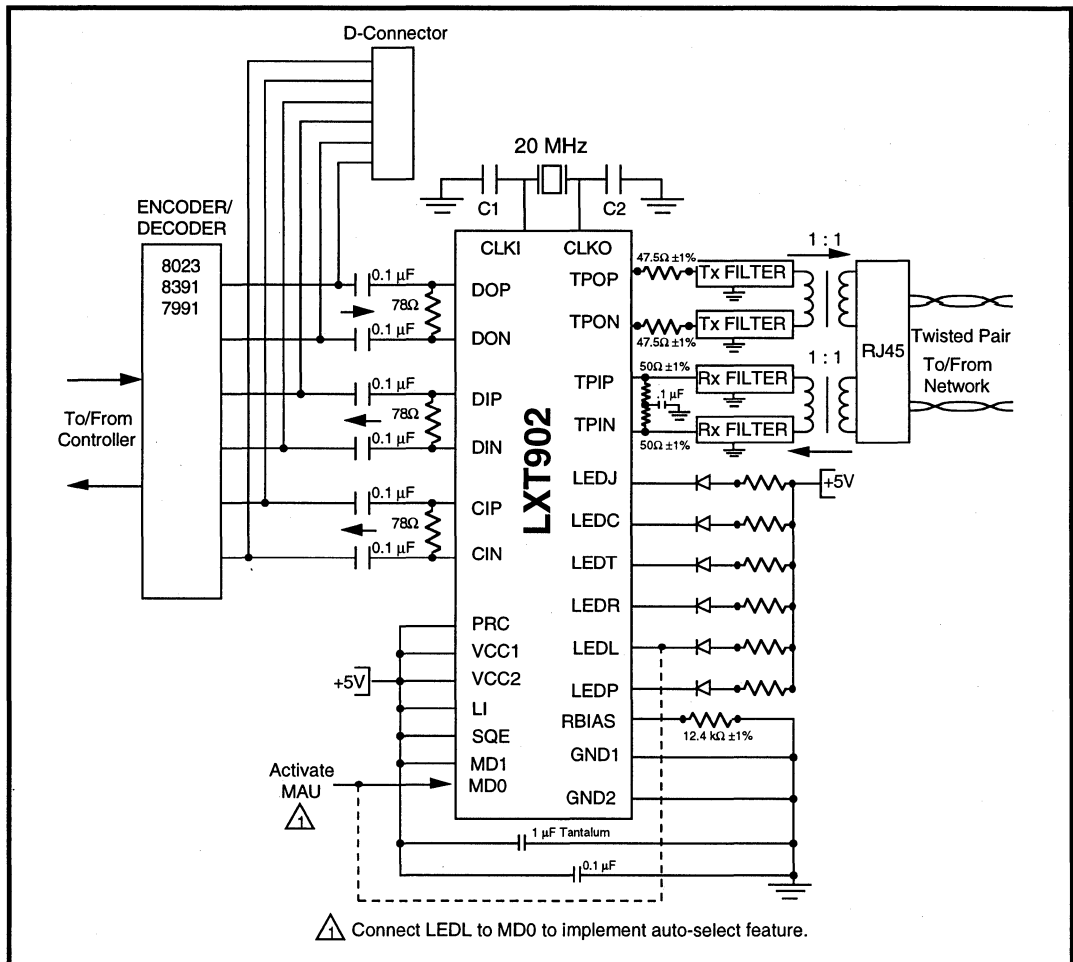 D-Connector
20 MHz
C1
C2
ENCODER/
DECODER
8023
8391
7991
To/From
Controller
0.1 µF
78Ω
0.1 µF
0.1 µF
78Ω
0.1 µF
0.1 µF
78Ω
0.1 µF
CLKI
CLKO
DOP
DON
DIP
DIN
CIP
CIN
PRC
VCC1
VCC2
LI
SQE
MD1
MD0
+5V
Activate
MAU
1
LXT902
TPOP
TPON
TPIP
TPIN
LEDJ
LEDC
LEDT
LEDR
LEDL
LEDP
RBIAS
GND1
GND2
47.5Ω ±1%
Tx FILTER
Tx FILTER
47.5Ω ±1%
50Ω ±1%
Rx FILTER
.1 µF
Rx FILTER
50Ω ±1%
1 : 1
1 : 1
RJ45
Twisted Pair
To/From
Network
+5V
12.4 kΩ ±1%
1 µF Tantalum
0.1 µF
1 Connect LEDL to MD0 to implement auto-select feature.